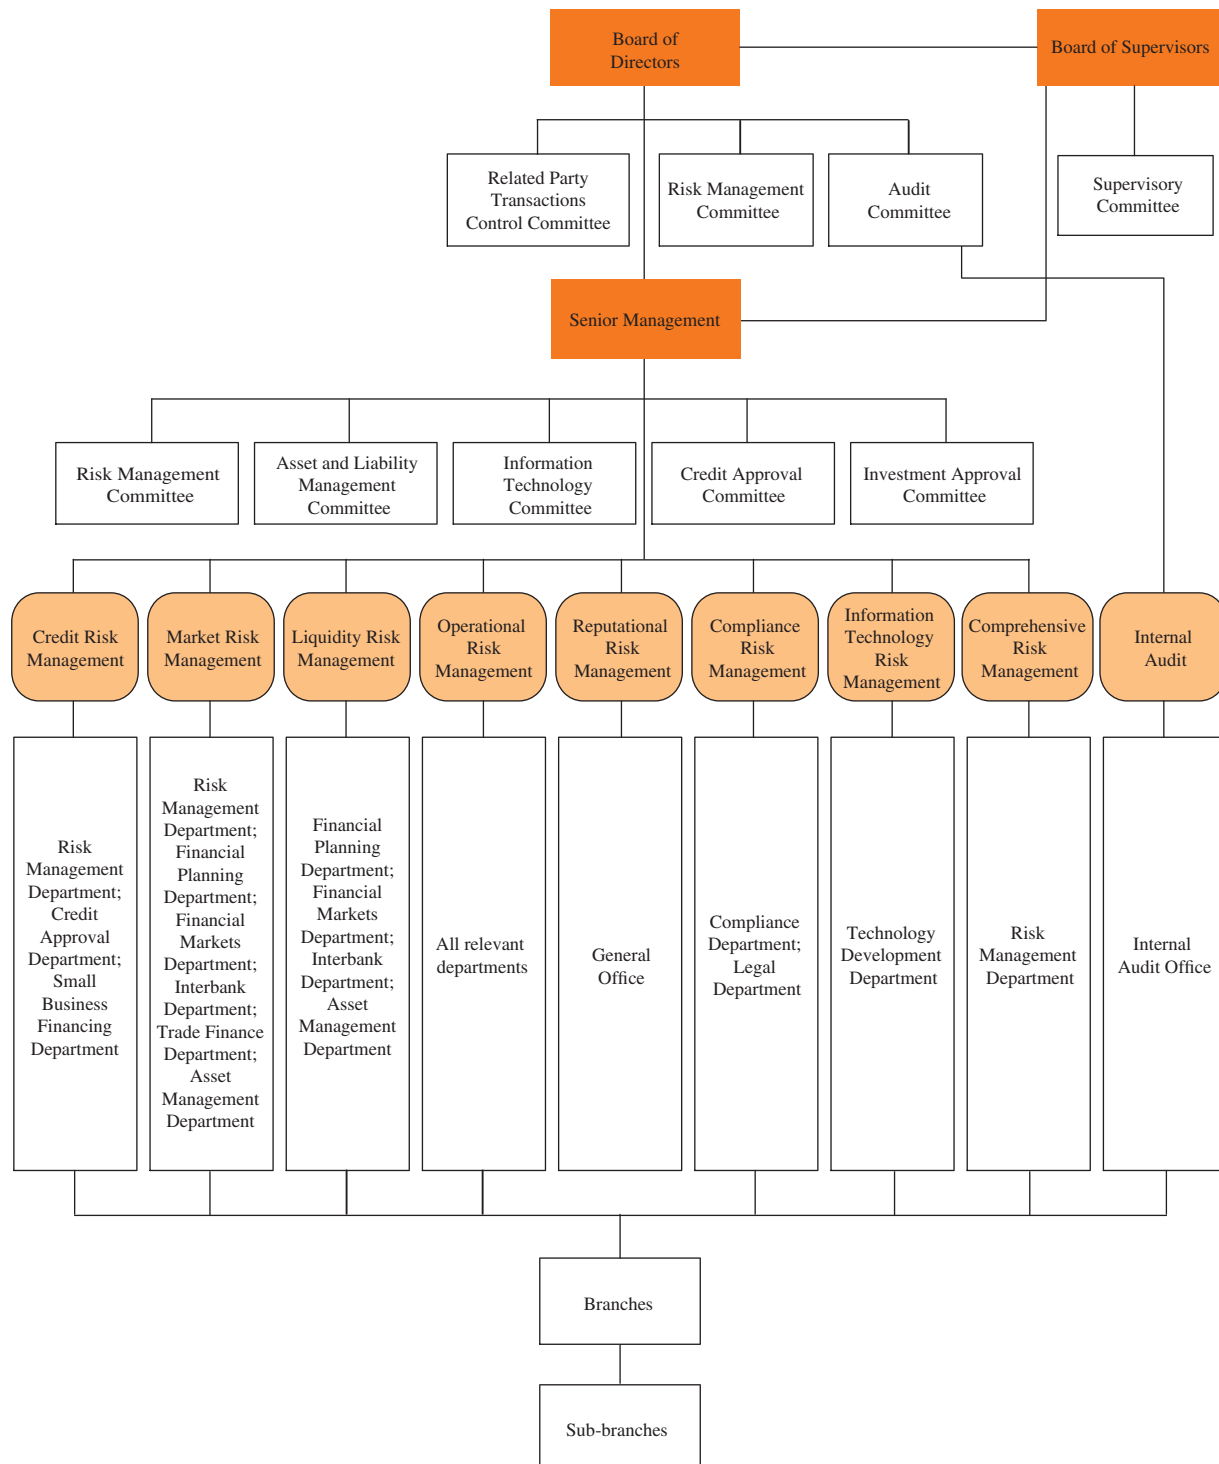 Board of
Directors
Board of Supervisors
Related Party
Transactions
Control Committee
Risk Management
Committee
Audit
Committee
Supervisory
Committee
Senior Management
Risk Management
Committee
Asset and Liability
Management
Committee
Information
Technology
Committee
Credit Approval
Committee
Investment Approval
Committee
Credit Risk
Management
Market Risk
Management
Liquidity Risk
Management
Operational
Risk
Management
Reputational
Risk
Management
Compliance
Risk
Management
Information
Technology
Risk
Management
Comprehensive
Risk
Management
Internal
Audit
Risk
Management
Department;
Credit
Approval
Department;
Small
Business
Financing
Department
Risk
Management
Department;
Financial
Planning
Department;
Financial
Markets
Department;
Interbank
Department;
Trade Finance
Department;
Asset
Management
Department
Financial
Planning
Department;
Financial
Markets
Department;
Interbank
Department;
Asset
Management
Department
All relevant
departments
General
Office
Compliance
Department;
Legal
Department
Technology
Development
Department
Risk
Management
Department
Internal
Audit Office
Branches
Sub-branches